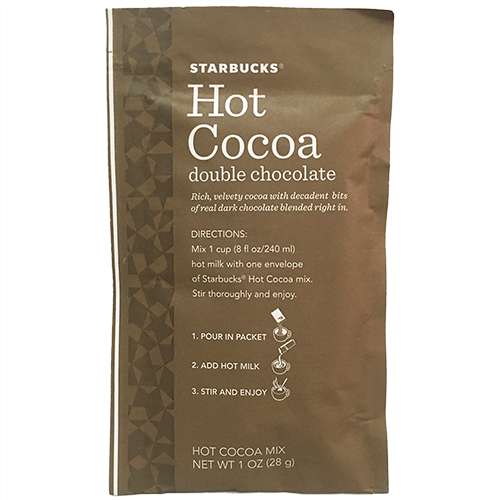 STARBUCKS®
Hot
Cocoa
double chocolate
Rich, velvety cocoa with decadent bits
of real dark chocolate blended right in.
DIRECTIONS:
Mix 1 cup (8 fl oz/240 ml)
hot milk with one envelope
of Starbucks® Hot Cocoa mix.
Stir thoroughly and enjoy.
1. POUR IN PACKET
2. ADD HOT MILK
3. STIR AND ENJOY
HOT COCOA MIX
NET WT 1 OZ (28 g)